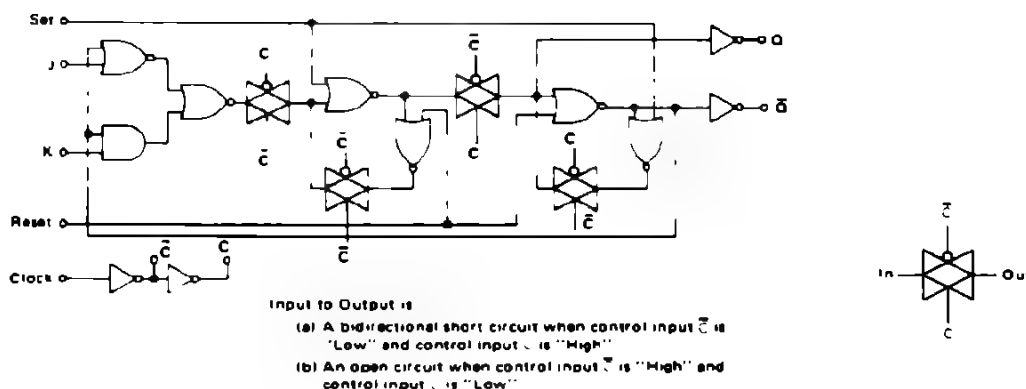 Set
J
K
Reset
Clock
C
C̄
C̄
C̄
C̄
C
C
C̄
Q
Q̄
C̄
C
C̄
In
Out
C
Input to Output is
(a) A bidirectional short circuit when control input C̄ is
"Low" and control input C is "High"
(b) An open circuit when control input C̄ is "High" and
control input C is "Low"